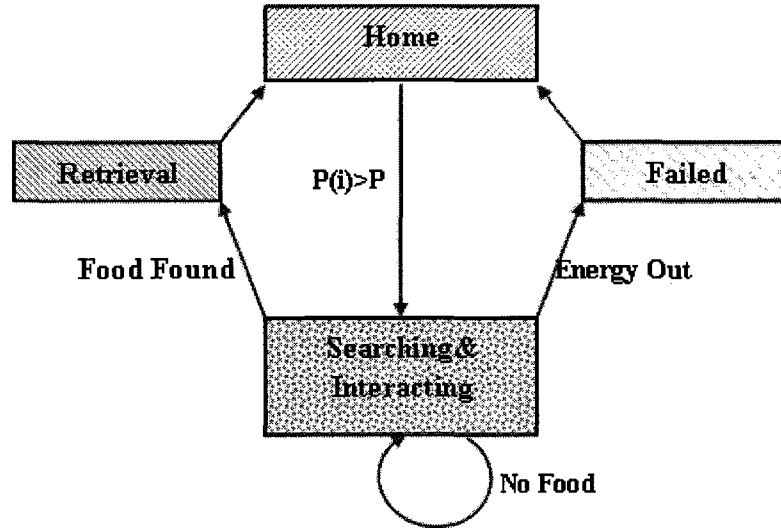 Home
Retrieval
P(i)>P
Failed
Food Found
Energy Out
Searching&
Interacting
No Food